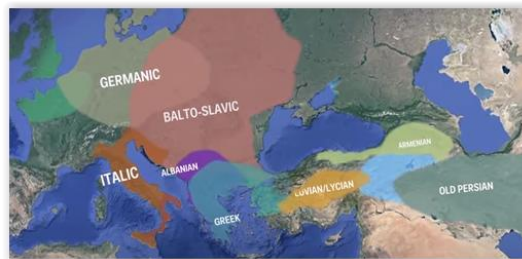 GERMANIC
BALTO-SLAVIC
ARMENIAN
ITALIC
ALBANIAN
LUVIAN/LYCIAN
OLD PERSIAN
GREEK